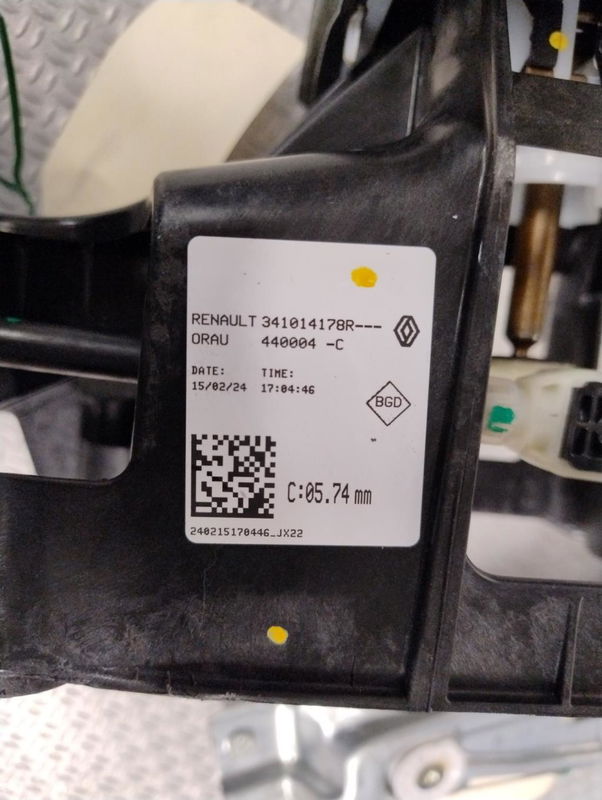 RENAULT 341014178R---
ORAU 440004 -C
DATE: TIME:
15/02/24 17:04:46
BGD
C:05.74 mm
240215170446_JX22